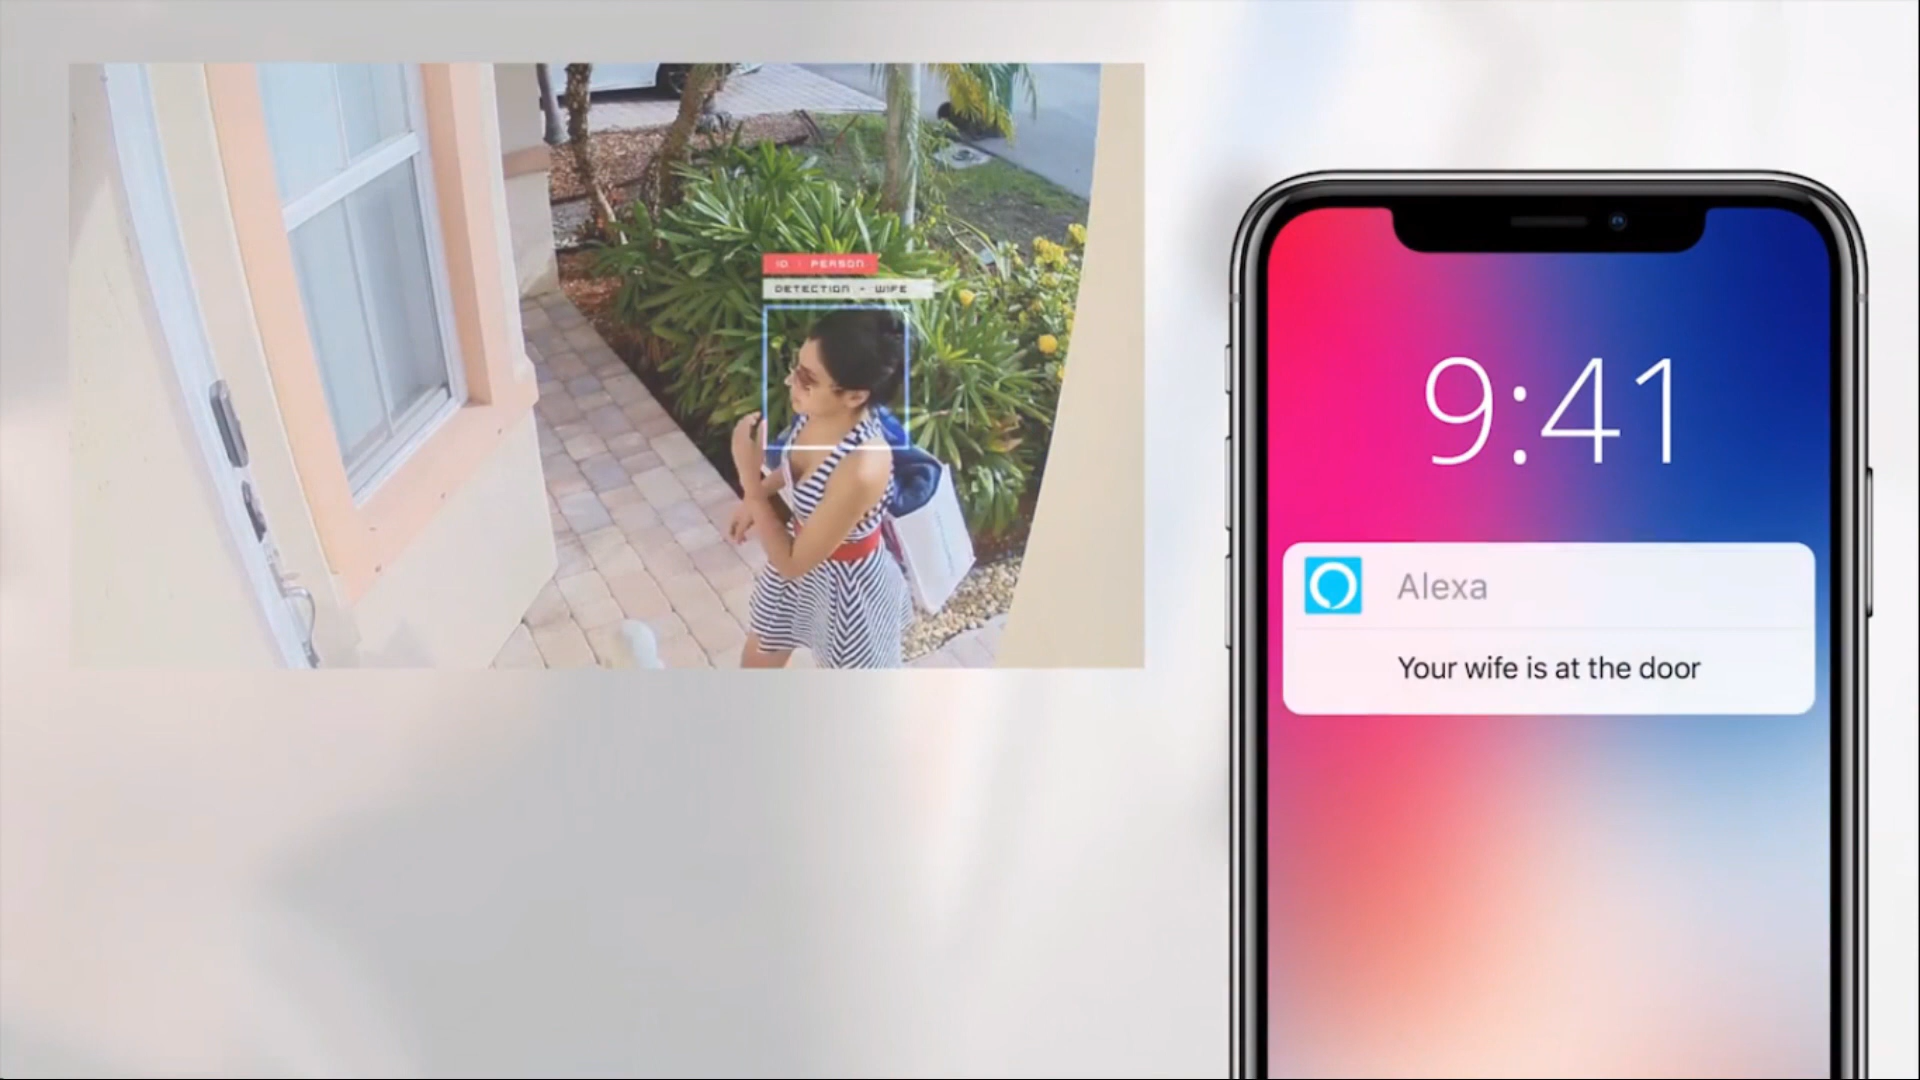 ID : PERSON
DETECTION - WIFE
9:41
Alexa
Your wife is at the door